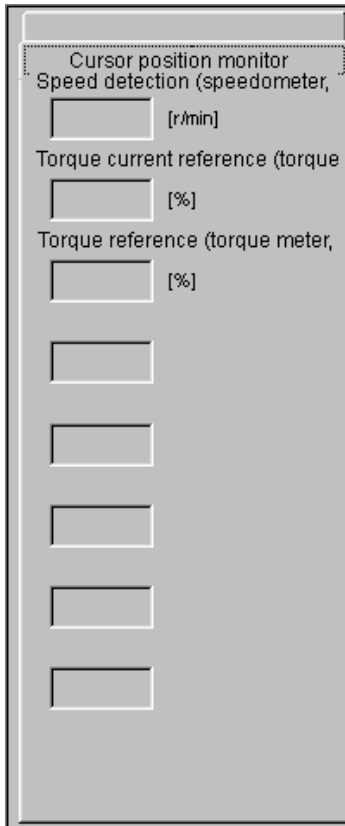 Cursor position monitor
Speed detection (speedometer,
[r/min]
Torque current reference (torque
[%]
Torque reference (torque meter,
[%]